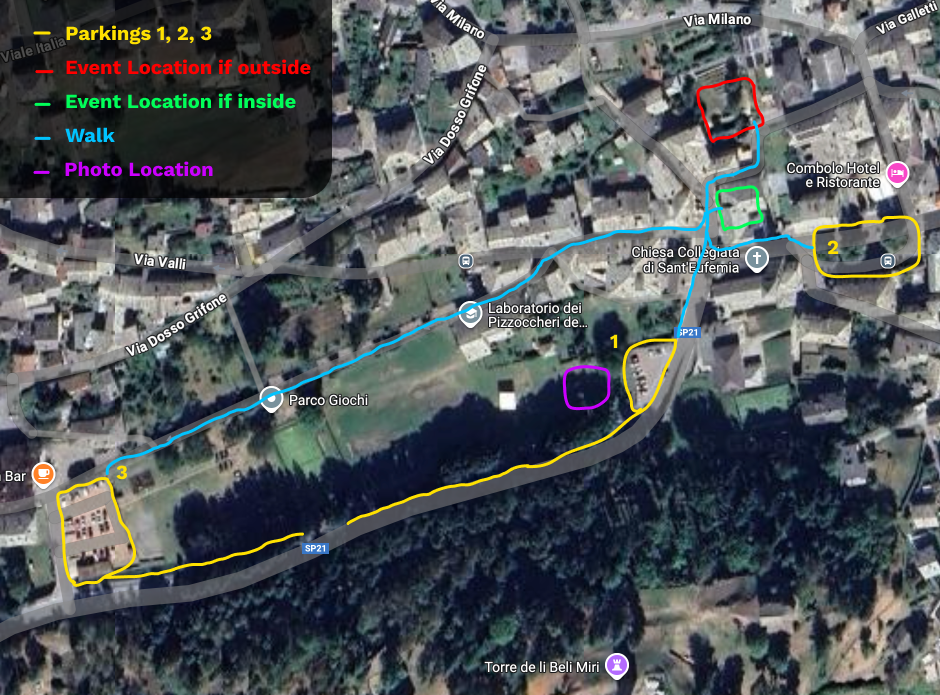 Parkings 1, 2, 3
Event Location if outside
Event Location if inside
Walk
Photo Location
Viale Italia
Via Milano
Via Milano
Via Galletti
Via Dosso Grifone
Combolo Hotel
e Ristorante
2
Via Valli
Chiesa Collegiata
di Sant'Eufemia
Laboratorio dei
Pizzoccheri de...
SP21
1
Via Dosso Grifone
Parco Giochi
Bar
3
SP21
Torre de li Beli Miri